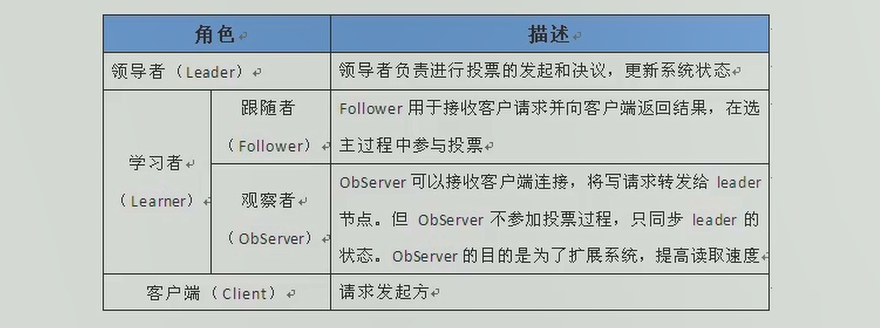 角色 描述
领导者（Leader） 领导者负责进行投票的发起和决议，更新系统状态
学习者
（Learner）
跟随者
（Follower）
Follower 用于接收客户请求并向客户端返回结果，在选
主过程中参与投票
观察者
（ObServer）
ObServer 可以接收客户端连接，将写请求转发给 leader
节点。但 ObServer 不参加投票过程，只同步 leader 的
状态。ObServer 的目的是为了扩展系统，提高读取速度
客户端（Client） 请求发起方